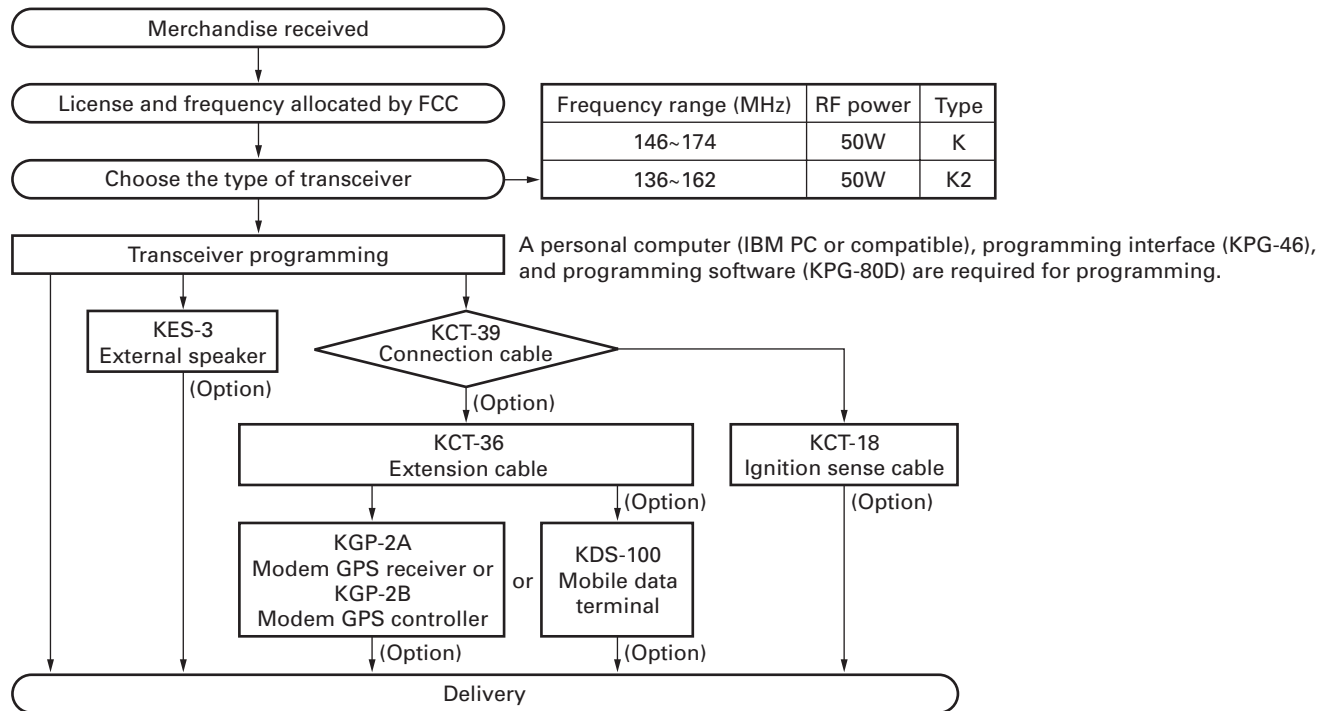 Merchandise received
License and frequency allocated by FCC
Choose the type of transceiver
Frequency range (MHz) RF power Type
146~174 50W K
136~162 50W K2
Transceiver programming
A personal computer (IBM PC or compatible), programming interface (KPG-46),
and programming software (KPG-80D) are required for programming.
KES-3
External speaker
(Option)
KCT-39
Connection cable
(Option)
KCT-36
Extension cable
(Option)
KCT-18
Ignition sense cable
(Option)
KGP-2A
Modem GPS receiver or
KGP-2B
Modem GPS controller
(Option)
or
KDS-100
Mobile data
terminal
(Option)
Delivery